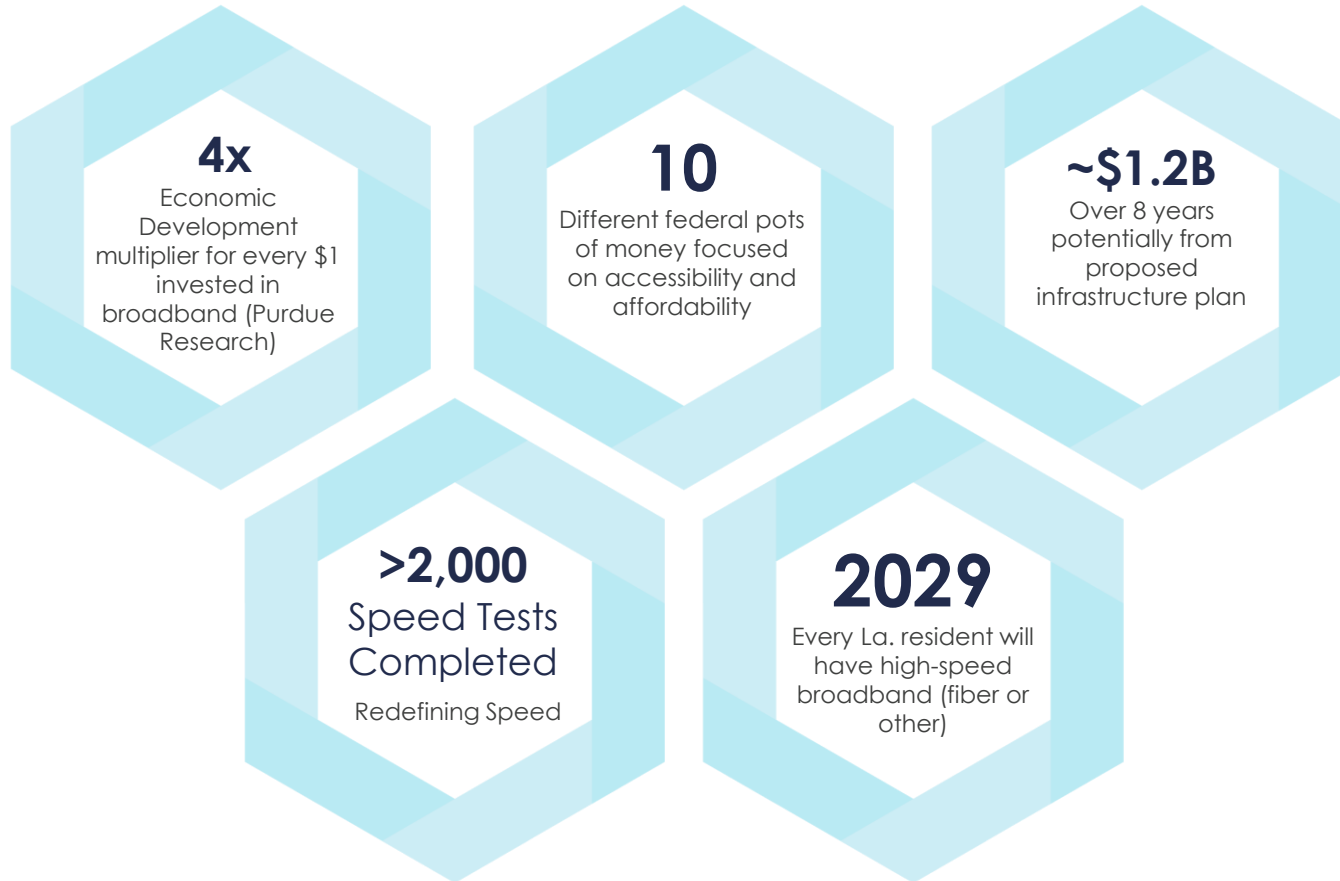 4x
Economic
Development
multiplier for every $1
invested in
broadband (Purdue
Research)
10
Different federal pots
of money focused
on accessibility and
affordability
~$1.2B
Over 8 years
potentially from
proposed
infrastructure plan
>2,000
Speed Tests
Completed
Redefining Speed
2029
Every La. resident will
have high-speed
broadband (fiber or
other)